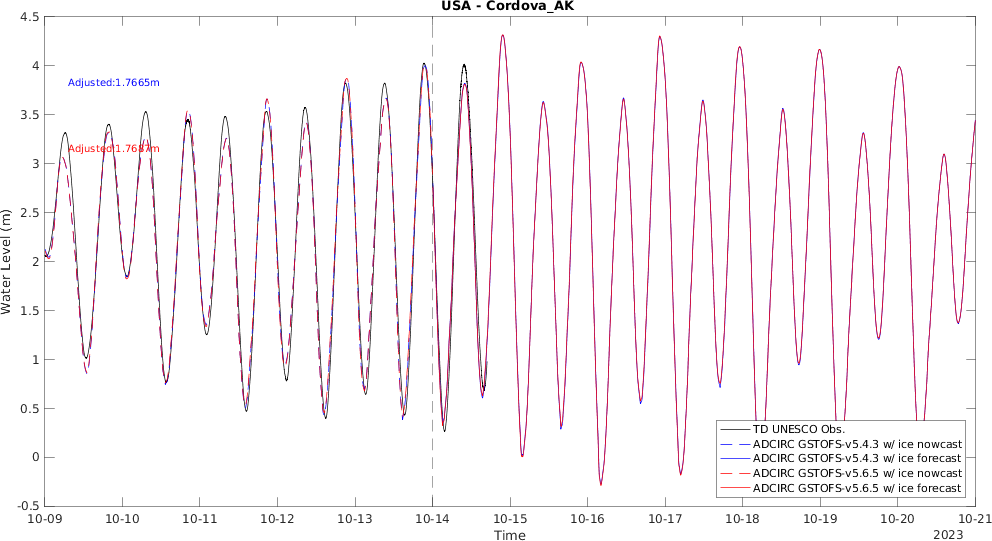 USA - Cordova_AK
4.5
4
3.5
3
2.5
2
1.5
1
0.5
0
-0.5
Water Level (m)
Adjusted:1.7665m
Adjusted:1.7687m
TD UNESCO Obs.
ADCIRC GSTOFS-v5.4.3 w/ ice nowcast
ADCIRC GSTOFS-v5.4.3 w/ ice forecast
ADCIRC GSTOFS-v5.6.5 w/ ice nowcast
ADCIRC GSTOFS-v5.6.5 w/ ice forecast
10-09 10-10 10-11 10-12 10-13 10-14 10-15 10-16 10-17 10-18 10-19 10-20 10-21
Time
2023